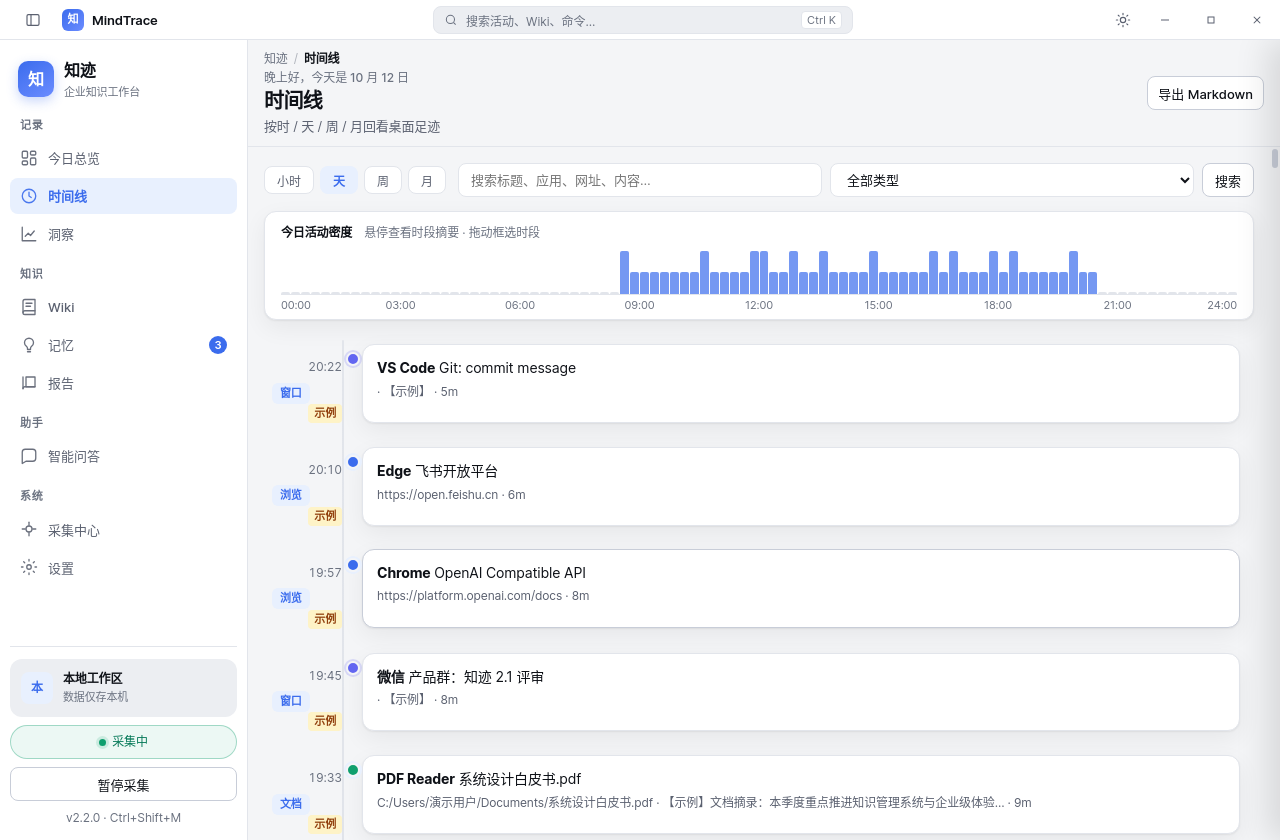 知 MindTrace
搜索活动、Wiki、命令... Ctrl K
知 知迹
企业知识工作台
记录
今日总览
时间线
洞察
知识
Wiki
记忆 3
报告
助手
智能问答
系统
采集中心
设置
本 本地工作区
数据仅存本机
采集中
暂停采集
v2.2.0 · Ctrl+Shift+M
知迹 / 时间线
晚上好，今天是 10 月 12 日
时间线
按时 / 天 / 周 / 月回看桌面足迹
导出 Markdown
小时 天 周 月 搜索标题、应用、网址、内容... 全部类型 搜索
今日活动密度 悬停查看时段摘要 · 拖动框选时段
00:00 03:00 06:00 09:00 12:00 15:00 18:00 21:00 24:00
20:22 VS Code Git: commit message
窗口 · 【示例】 · 5m
示例
20:10 Edge 飞书开放平台
浏览 https://open.feishu.cn · 6m
示例
19:57 Chrome OpenAI Compatible API
浏览 https://platform.openai.com/docs · 8m
示例
19:45 微信 产品群：知迹 2.1 评审
窗口 · 【示例】 · 8m
示例
19:33 PDF Reader 系统设计白皮书.pdf
文档 C:/Users/演示用户/Documents/系统设计白皮书.pdf · 【示例】文档摘录：本季度重点推进知识管理系统与企业级体验... · 9m
示例